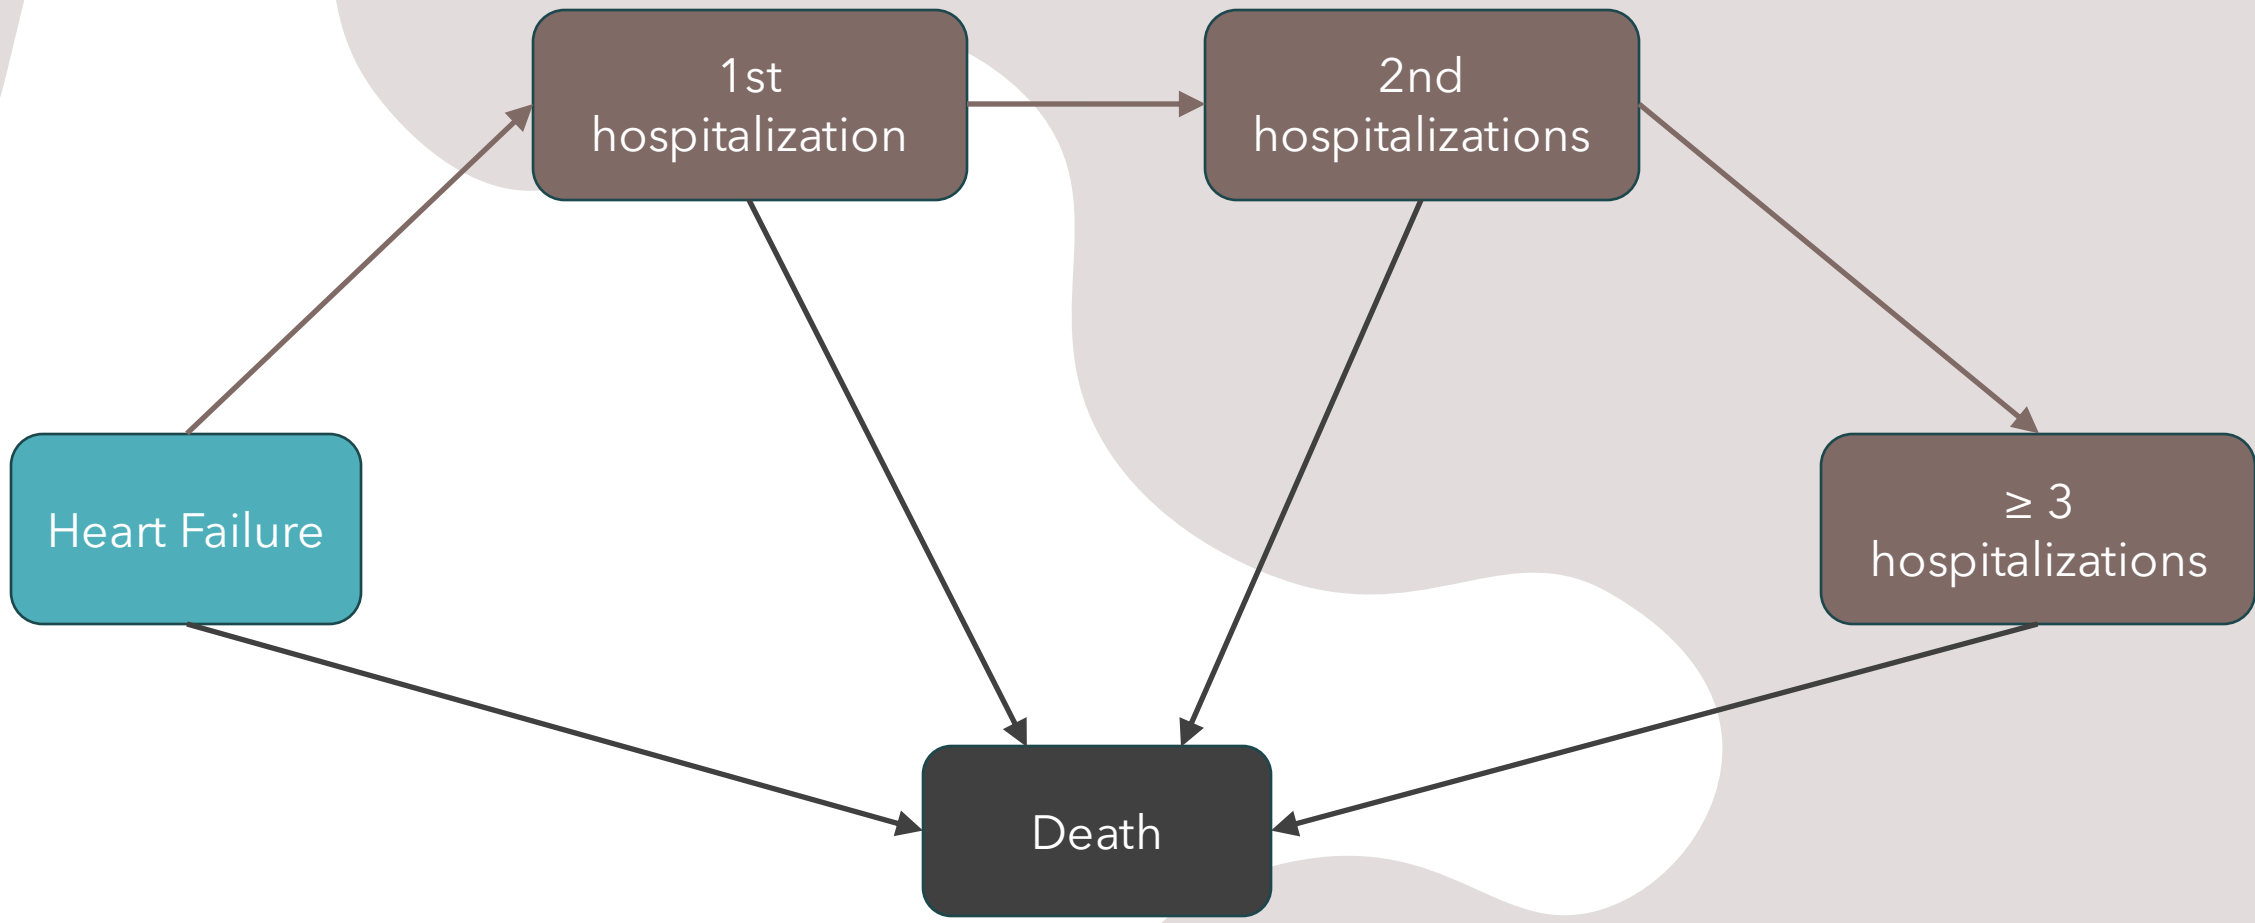 1st
hospitalization
2nd
hospitalizations
Heart Failure
≥ 3
hospitalizations
Death